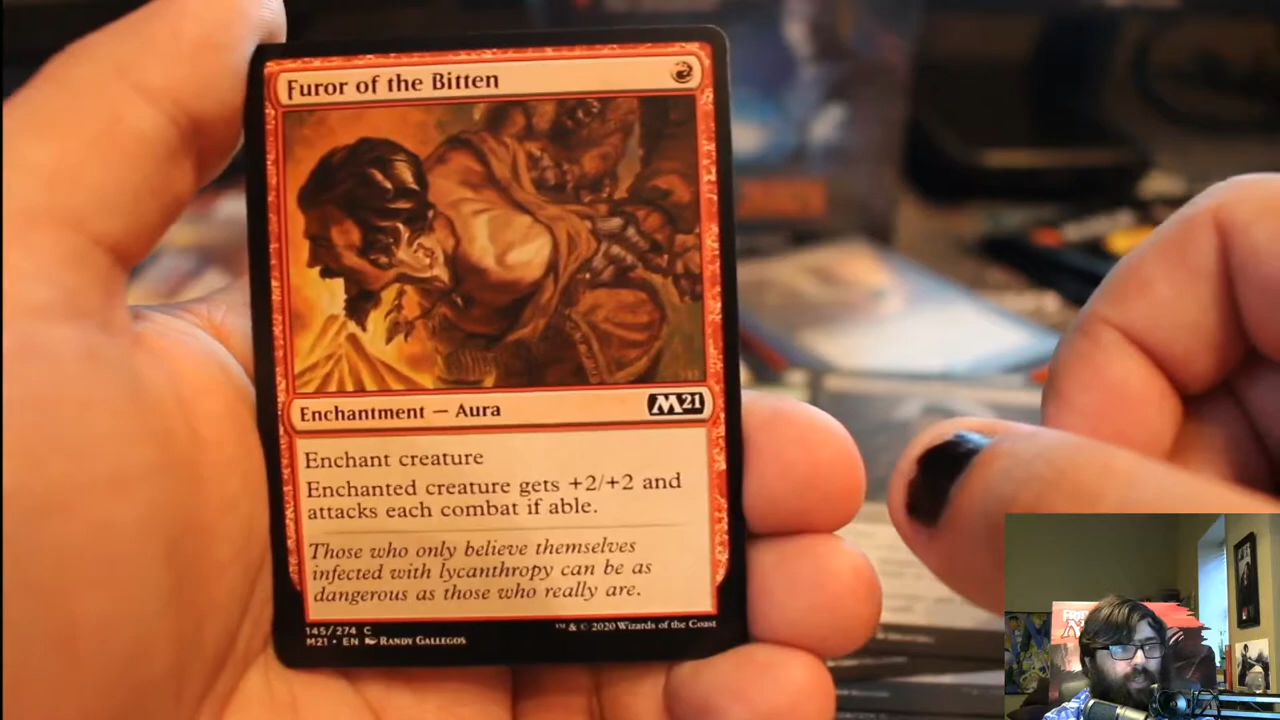 Furor of the Bitten
Enchantment — Aura
M21
Enchant creature
Enchanted creature gets +2/+2 and
attacks each combat if able.
Those who only believe themselves
infected with lycanthropy can be as
dangerous as those who really are.
145/274 C
M21 • EN RANDY GALLEGOS
™ & © 2020 Wizards of the Coast